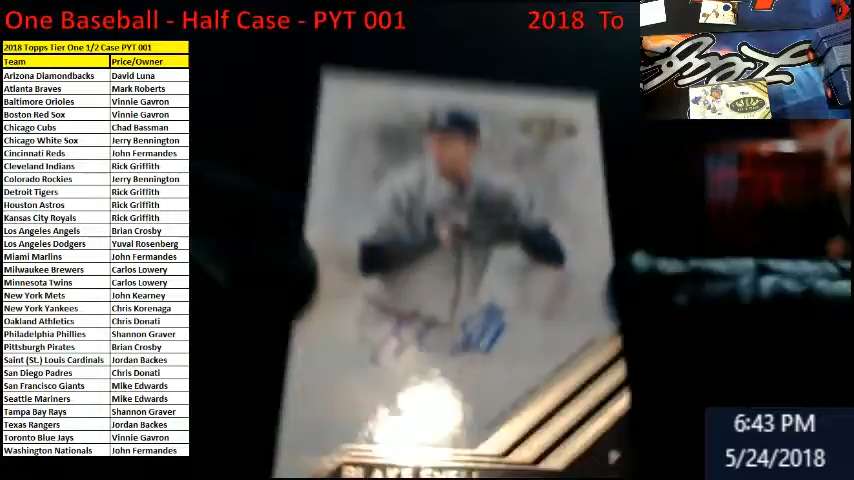 One Baseball - Half Case - PYT 001
2018 To
2018 Topps Tier One 1/2 Case PYT 001
Team Price/Owner
Arizona Diamondbacks David Luna
Atlanta Braves Mark Roberts
Baltimore Orioles Vinnie Gavron
Boston Red Sox Vinnie Gavron
Chicago Cubs Chad Bassman
Chicago White Sox Jerry Bennington
Cincinnati Reds John Fernandes
Cleveland Indians Rick Griffith
Colorado Rockies Jerry Bennington
Detroit Tigers Rick Griffith
Houston Astros Rick Griffith
Kansas City Royals Rick Griffith
Los Angeles Angels Brian Crosby
Los Angeles Dodgers Yuval Rosenberg
Miami Marlins John Fernandes
Milwaukee Brewers Carlos Lowery
Minnesota Twins Carlos Lowery
New York Mets John Kearney
New York Yankees Chris Korenaga
Oakland Athletics Chris Donati
Philadelphia Phillies Shannon Graver
Pittsburgh Pirates Brian Crosby
Saint (St.) Louis Cardinals Jordan Backes
San Diego Padres Chris Donati
San Francisco Giants Mike Edwards
Seattle Mariners Mike Edwards
Tampa Bay Rays Shannon Graver
Texas Rangers Jordan Backes
Toronto Blue Jays Vinnie Gavron
Washington Nationals John Fernandes
BLAKE SNELL
6:43 PM
5/24/2018